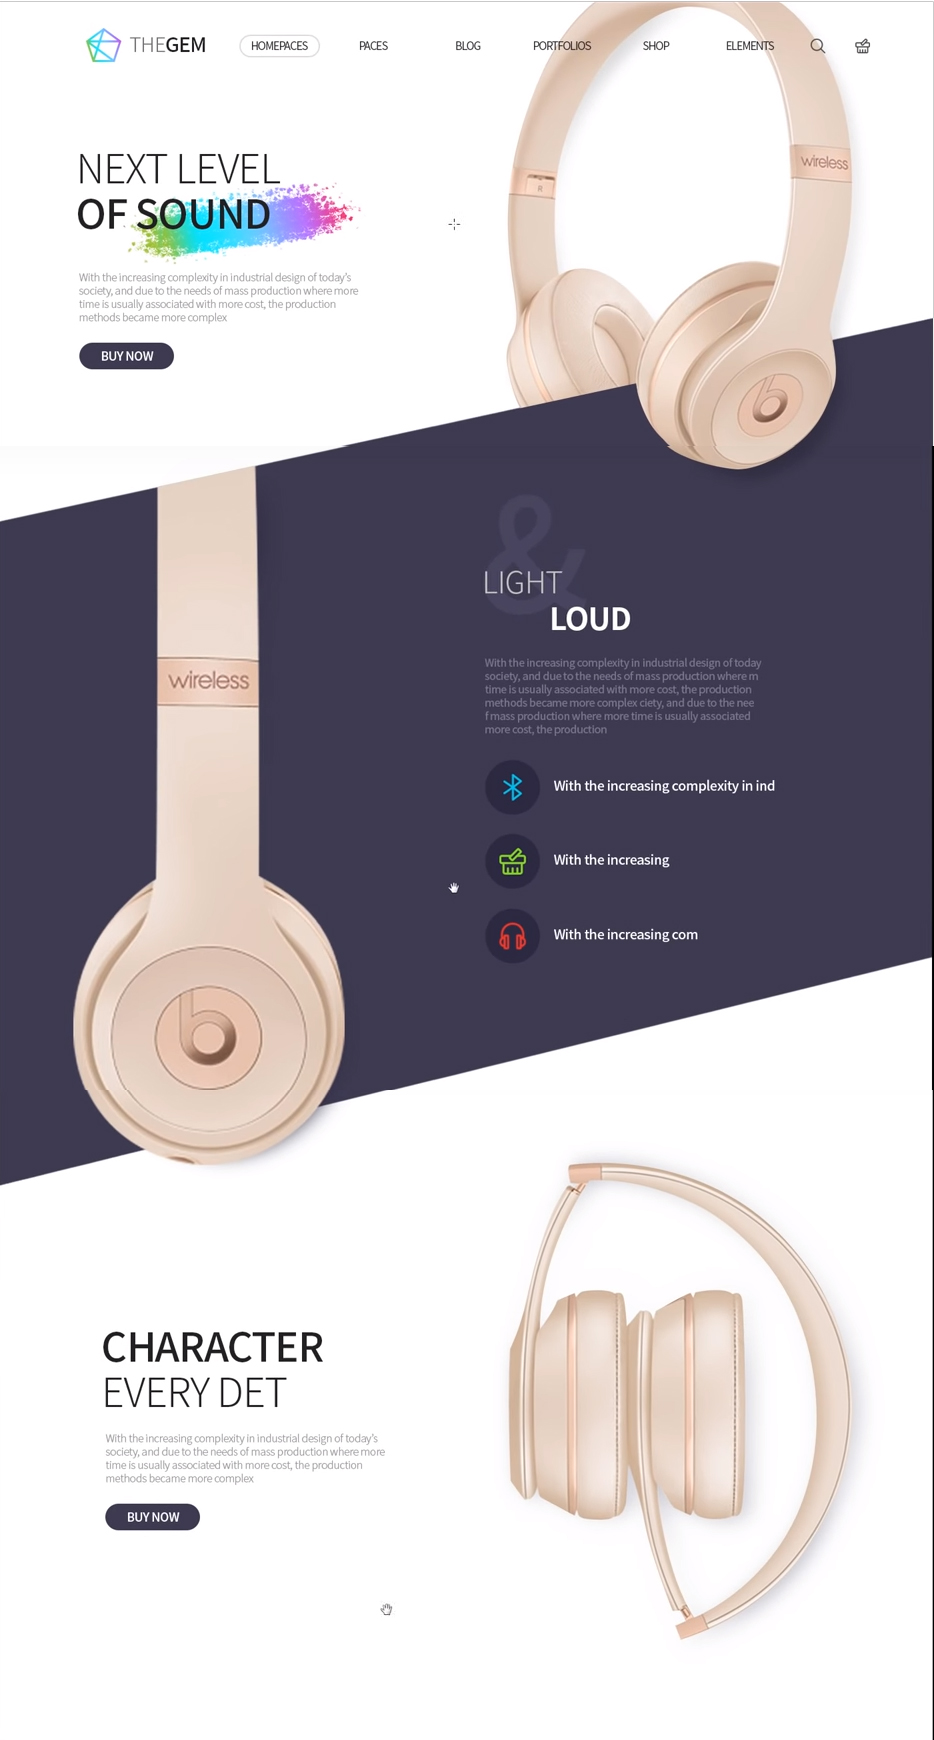 THEGEM
HOMEPACES
PACES
BLOG
PORTFOLIOS
SHOP
ELEMENTS
wireless
R
NEXT LEVEL
OF SOUND
With the increasing complexity in industrial design of today's
society, and due to the needs of mass production where more
time is usually associated with more cost, the production
methods became more complex
BUY NOW
b
&
LIGHT
LOUD
wireless
With the increasing complexity in industrial design of today
society, and due to the needs of mass production where m
time is usually associated with more cost, the production
methods became more complex ciety, and due to the nee
f mass production where more time is usually associated
more cost, the production
With the increasing complexity in ind
With the increasing
With the increasing com
b
CHARACTER
EVERY DET
With the increasing complexity in industrial design of today's
society, and due to the needs of mass production where more
time is usually associated with more cost, the production
methods became more complex
BUY NOW